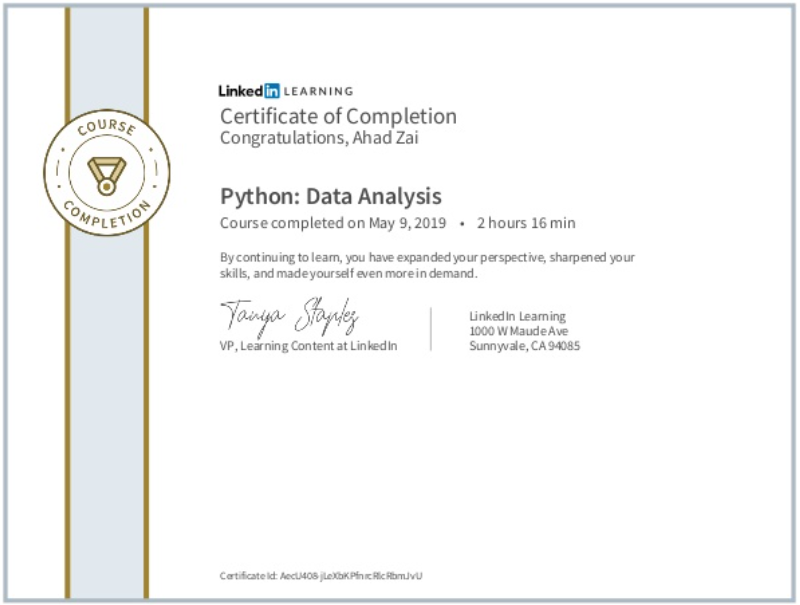 COURSE
COMPLETION
Linked in LEARNING
Certificate of Completion
Congratulations, Ahad Zai
Python: Data Analysis
Course completed on May 9, 2019 • 2 hours 16 min
By continuing to learn, you have expanded your perspective, sharpened your
skills, and made yourself even more in demand.
Tanya Staples
VP, Learning Content at LinkedIn
LinkedIn Learning
1000 W Maude Ave
Sunnyvale, CA 94085
Certificate Id: